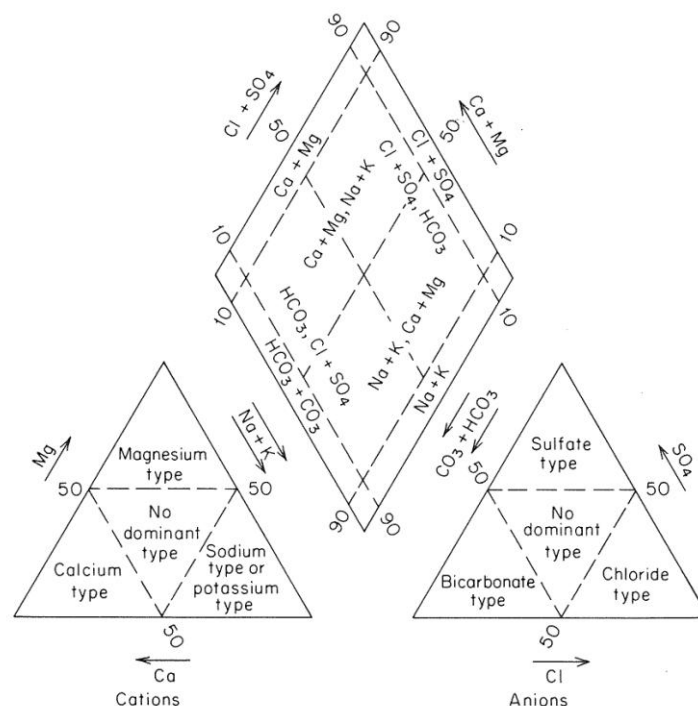 90
90
Cl + SO₄
50
50
Ca + Mg
Ca + Mg
Cl + SO₄
Ca + Mg, Na + K
Cl + SO₄, HCO₃
10
10
10
10
HCO₃, Cl + SO₄
Na + K, Ca + Mg
HCO₃ + CO₃
Na + K
90
90
Na + K
CO₃ + HCO₃
Mg
50
50
Magnesium
type
No
dominant
type
Calcium
type
Sodium
type or
potassium
type
50
Ca
Cations
50
SO₄
50
Sulfate
type
No
dominant
type
Bicarbonate
type
Chloride
type
50
Cl
Anions